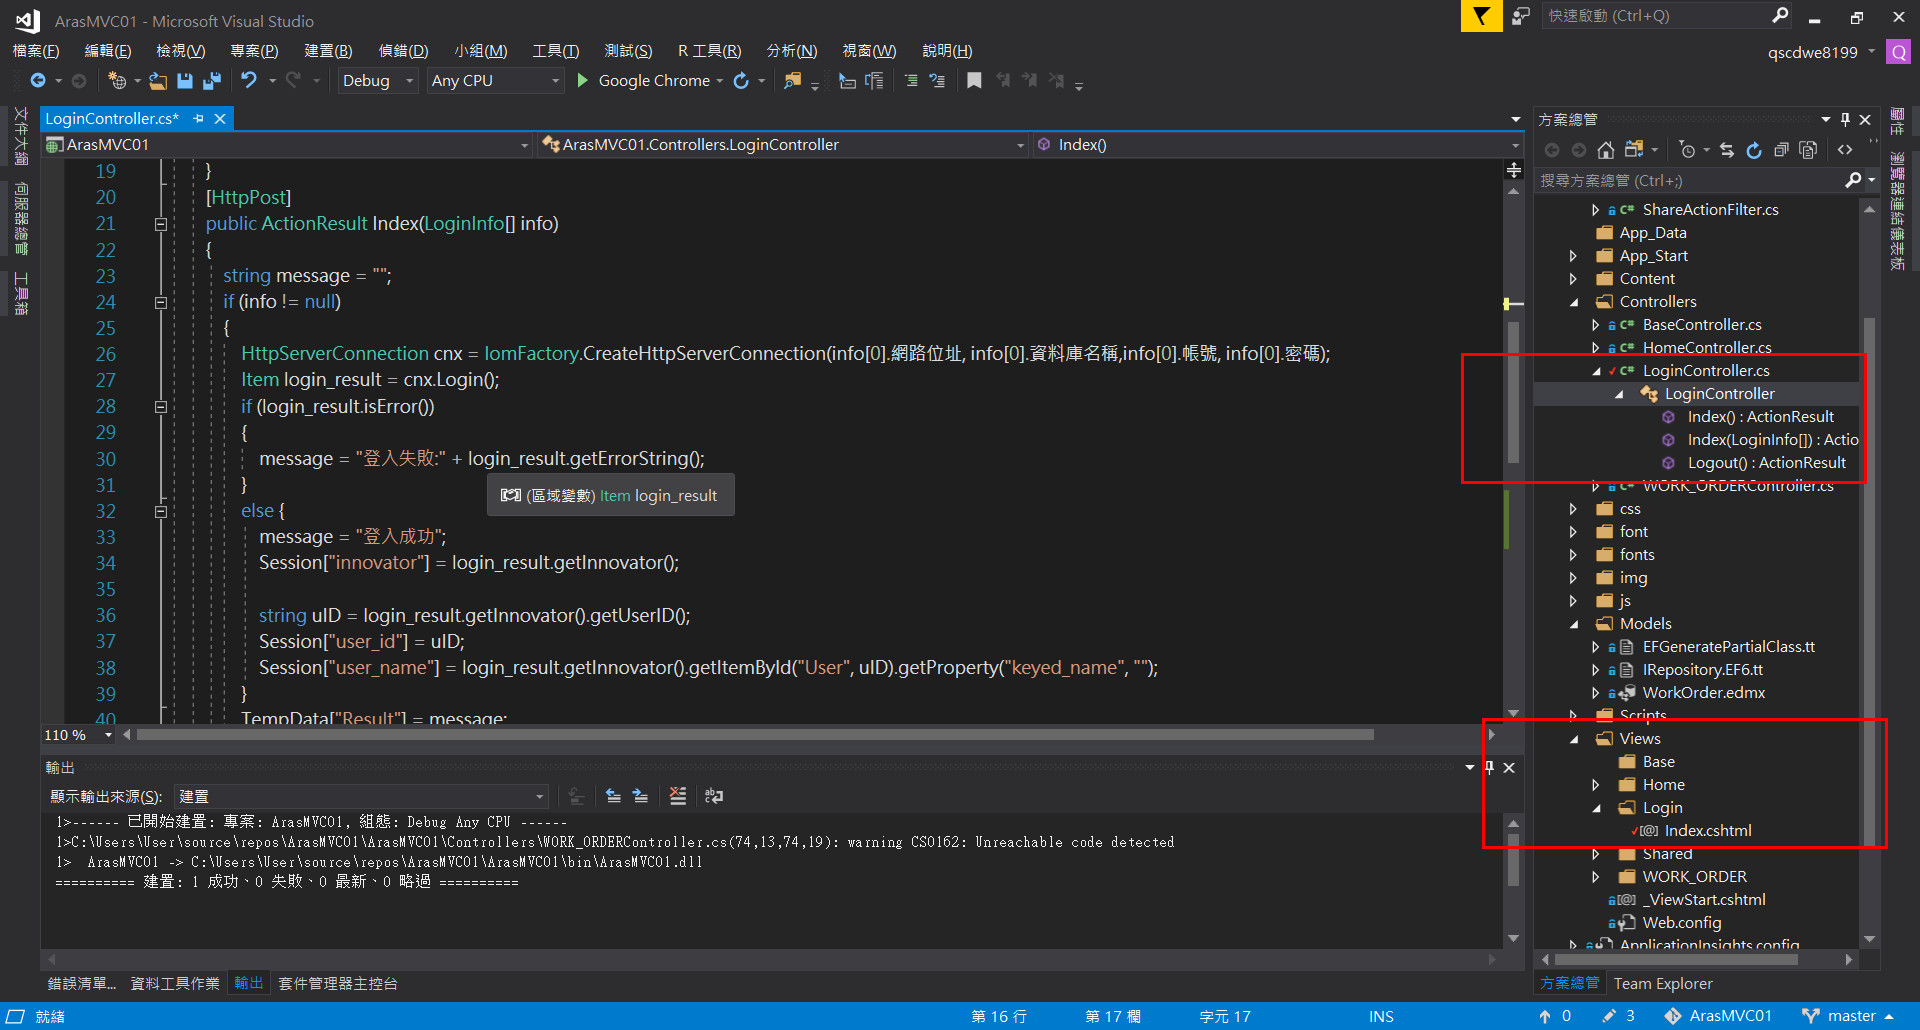 ArasMVC01 - Microsoft Visual Studio
快速啟動 (Ctrl+Q)
檔案(F) 編輯(E) 檢視(V) 專案(P) 建置(B) 偵錯(D) 小組(M) 工具(T) 測試(S) R 工具(R) 分析(N) 視窗(W) 說明(H)
qscdwe8199 Q
Debug Any CPU Google Chrome
文件大綱
伺服器總管
工具箱
LoginController.cs*
ArasMVC01 ArasMVC01.Controllers.LoginController Index()
19 }
20 [HttpPost]
21 public ActionResult Index(LoginInfo[] info)
22 {
23 string message = "";
24 if (info != null)
25 {
26 HttpServerConnection cnx = IomFactory.CreateHttpServerConnection(info[0].網路位址, info[0].資料庫名稱,info[0].帳號, info[0].密碼);
27 Item login_result = cnx.Login();
28 if (login_result.isError())
29 {
30 message = "登入失敗:" + login_result.getErrorString();
31 }
(區域變數) Item login_result
32 else {
33 message = "登入成功";
34 Session["innovator"] = login_result.getInnovator();
35
36 string uID = login_result.getInnovator().getUserID();
37 Session["user_id"] = uID;
38 Session["user_name"] = login_result.getInnovator().getItemById("User", uID).getProperty("keyed_name", "");
39 }
40 TempData["Result"] = message;
110 %
輸出
顯示輸出來源(S): 建置
1>------ 已開始建置: 專案: ArasMVC01, 組態: Debug Any CPU ------
1>C:\Users\User\source\repos\ArasMVC01\ArasMVC01\Controllers\WORK_ORDERController.cs(74,13,74,19): warning CS0162: Unreachable code detected
1>  ArasMVC01 -> C:\Users\User\source\repos\ArasMVC01\ArasMVC01\bin\ArasMVC01.dll
========== 建置: 1 成功、0 失敗、0 最新、0 略過 ==========
錯誤清單... 資料工具作業 輸出 套件管理器主控台
方案總管
搜尋方案總管 (Ctrl+;)
C# ShareActionFilter.cs
App_Data
App_Start
Content
Controllers
C# BaseController.cs
C# HomeController.cs
C# LoginController.cs
LoginController
Index() : ActionResult
Index(LoginInfo[]) : Actio
Logout() : ActionResult
C# WORK_ORDERController.cs
css
font
fonts
img
js
Models
EFGeneratePartialClass.tt
IRepository.EF6.tt
WorkOrder.edmx
Scripts
Views
Base
Home
Login
[@] Index.cshtml
Shared
WORK_ORDER
[@] _ViewStart.cshtml
Web.config
ApplicationInsights.config
方案總管 Team Explorer
屬性
瀏覽器連結儀表板
就緒 第 16 行 第 17 欄 字元 17 INS 0 3 ArasMVC01 master